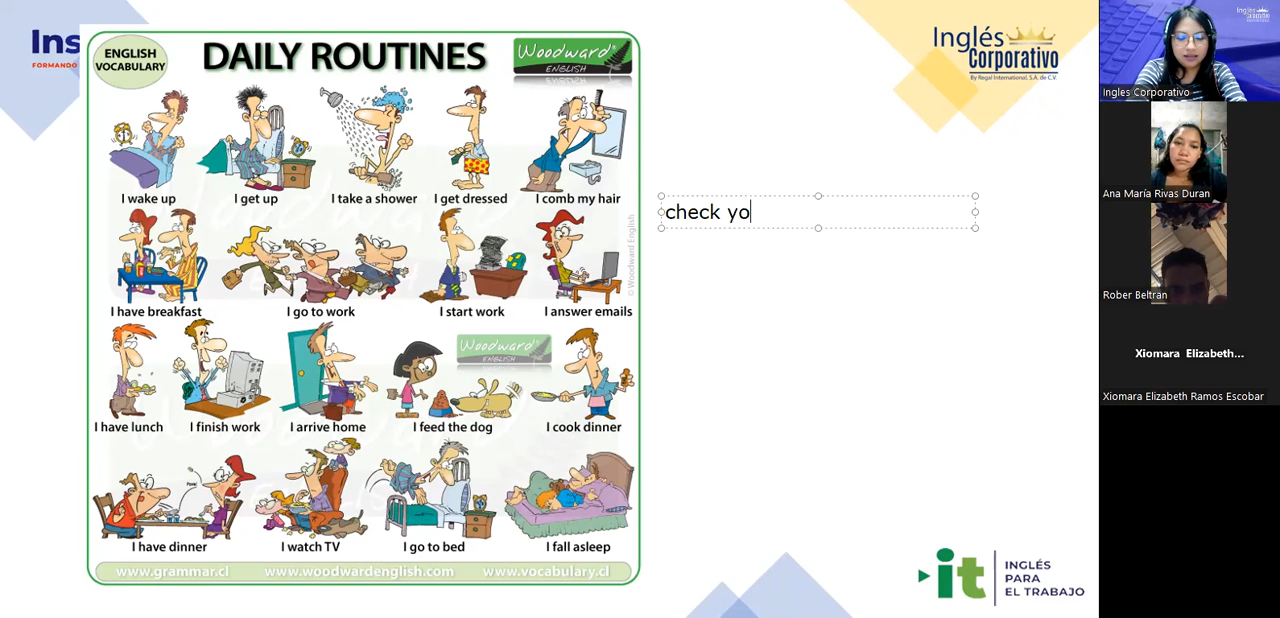 Ins
FORMANDO
ENGLISH
VOCABULARY
DAILY ROUTINES
Woodward®
ENGLISH
I wake up
I get up
I take a shower
I get dressed
I comb my hair
I have breakfast
I go to work
I start work
I answer emails
© Woodward English
Woodward
ENGLISH
I have lunch
I finish work
I arrive home
I feed the dog
I cook dinner
I have dinner
I watch TV
I go to bed
I fall asleep
www.grammar.cl
www.woodwardenglish.com
www.vocabulary.cl
check yo
Inglés
Corporativo
By Regal International, S.A. de C.V.
it
INGLÉS
PARA
EL TRABAJO
Ingles Corporativo
Ana María Rivas Duran
Rober Beltran
Xiomara Elizabeth...
Xiomara Elizabeth Ramos Escobar